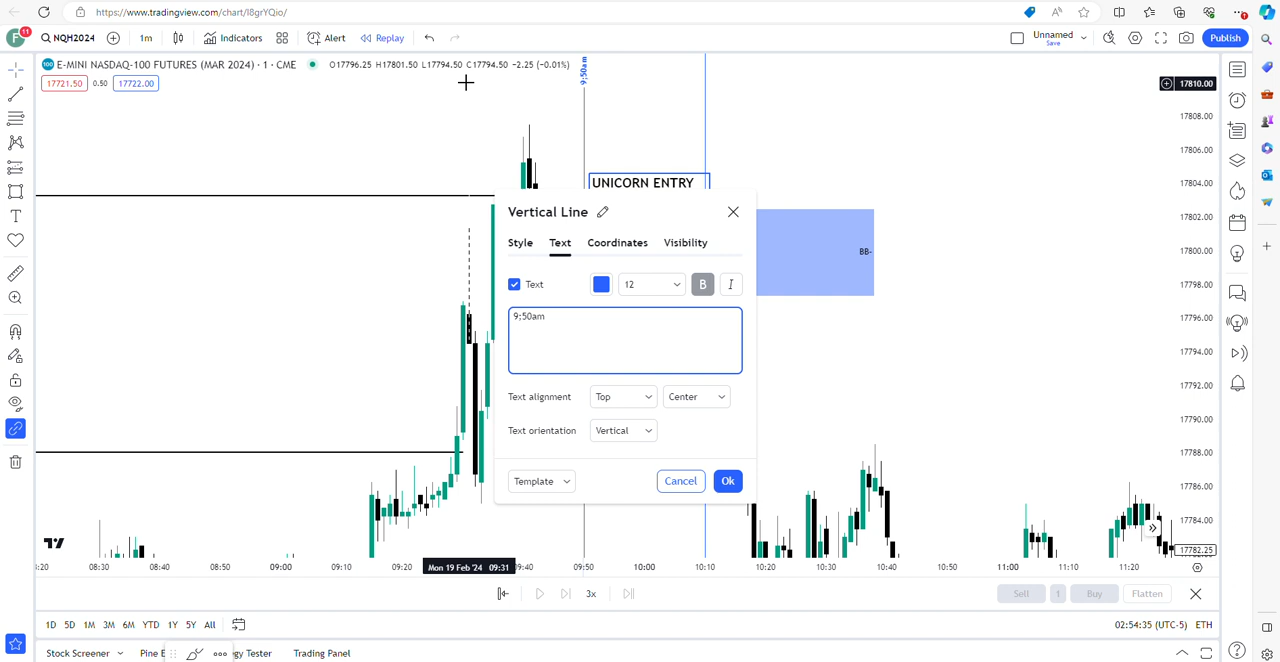 https://www.tradingview.com/chart/I8grYQio/
F 11 NQH2024 1m Indicators Alert Replay Unnamed Save Publish
100 E-MINI NASDAQ-100 FUTURES (MAR 2024) · 1 · CME O17796.25 H17801.50 L17794.50 C17794.50 −2.25 (−0.01%)
17721.50 0.50 17722.00
9;50am
17810.00
17808.00
17806.00
17804.00
17802.00
17800.00
17798.00
17796.00
17794.00
17792.00
17790.00
17788.00
17786.00
17784.00
17782.25
UNICORN ENTRY
BB-
Vertical Line
Style Text Coordinates Visibility
Text 12 B I
9;50am
Text alignment Top Center
Text orientation Vertical
Template Cancel Ok
:20 08:30 08:40 08:50 09:00 09:10 09:20 Mon 19 Feb '24 09:31 09:40 09:50 10:00 10:10 10:20 10:30 10:40 10:50 11:00 11:10 11:20
3x Sell 1 Buy Flatten
1D 5D 1M 3M 6M YTD 1Y 5Y All 02:54:35 (UTC-5) ETH
Stock Screener Pine E gy Tester Trading Panel